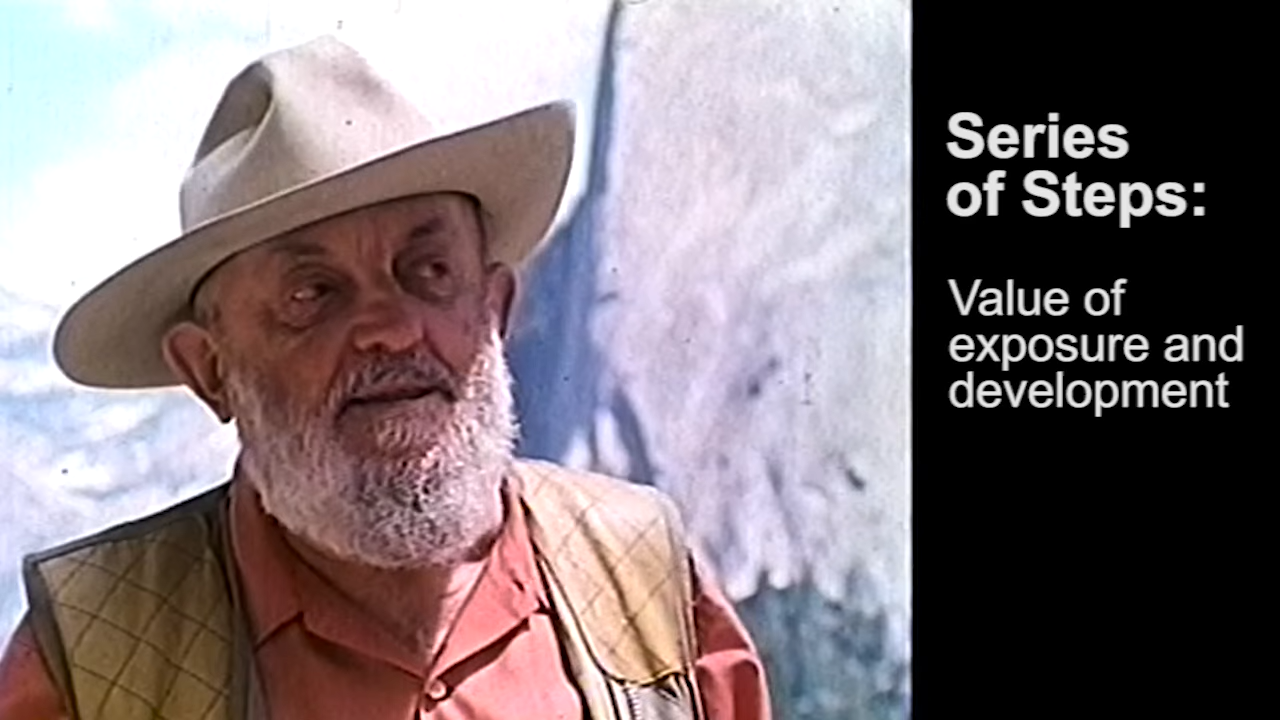 Series
of Steps:
Value of
exposure and
development